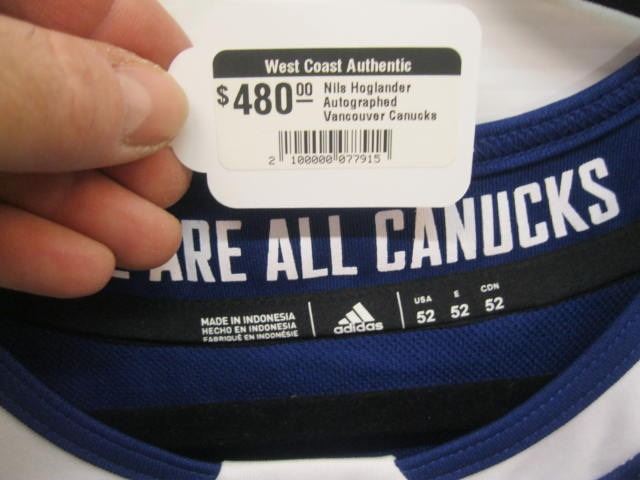 West Coast Authentic
$480.00
Nils Hoglander
Autographed
Vancouver Canucks
2 100000 077915
ARE ALL CANUCKS
MADE IN INDONESIA
HECHO EN INDONESIA
FABRIQUÉ EN INDONÉSIE
adidas
USA E CDN
52 52 52